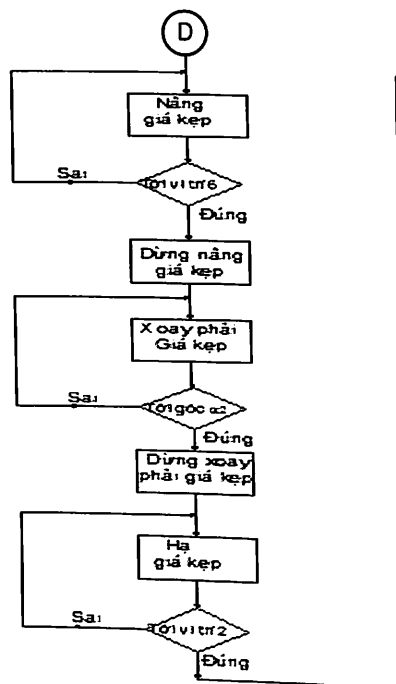 D
Nâng
giá kẹp
Sai
Tới vị trí 6
Đúng
Dừng nâng
giá kẹp
Xoay phải
Giá kẹp
Sai
Tới góc α2
Đúng
Dừng xoay
phải giá kẹp
Hạ
giá kẹp
Sai
Tới vị trí 2
Đúng